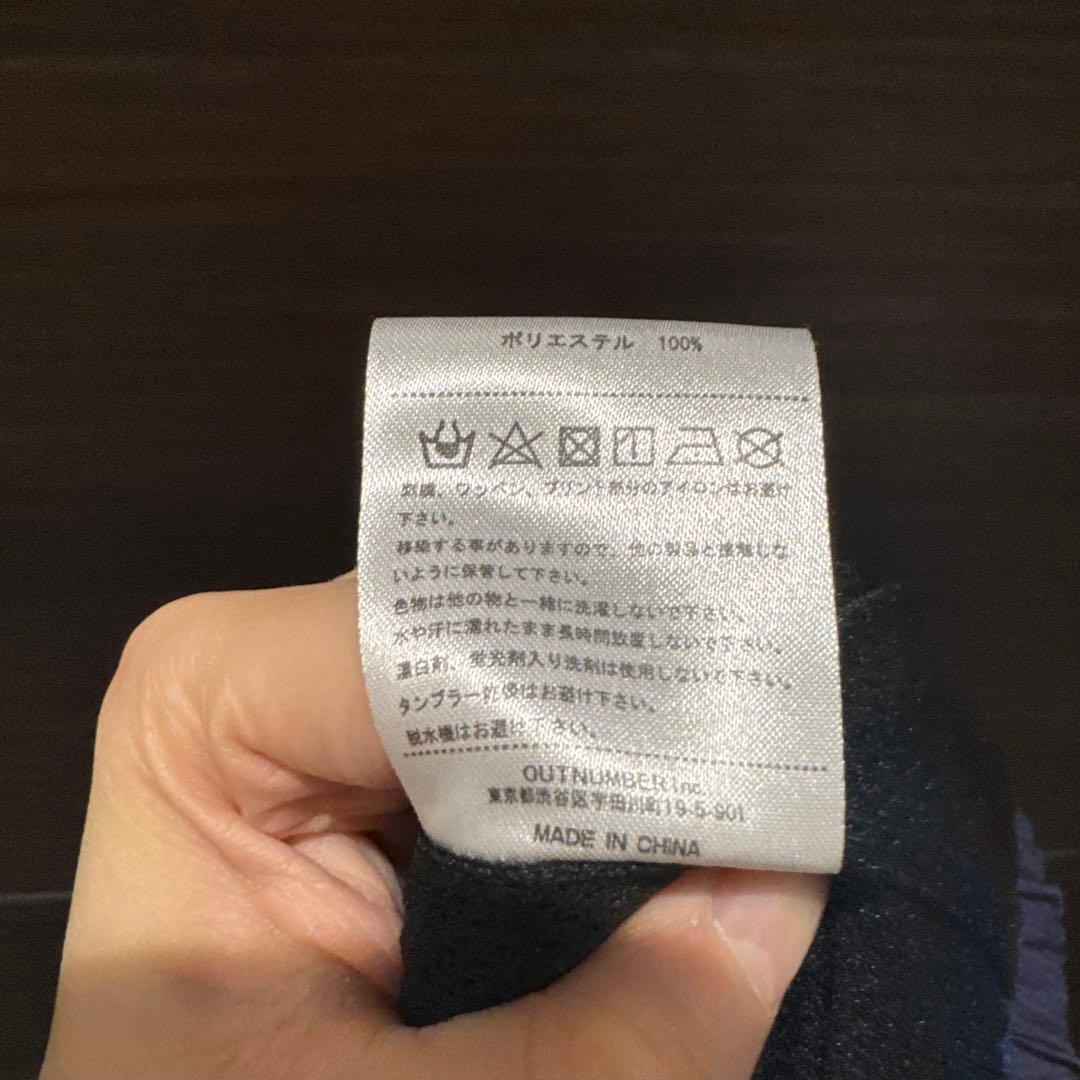 ポリエステル 100%
刺繍、ワッペン、プリント部分のアイロンはお避け
下さい。
移染する事がありますので、他の製品と接触しな
いように保管して下さい。
色物は他の物と一緒に洗濯しないで下さい。
水や汗に濡れたまま長時間放置しないで下さい。
漂白剤、蛍光剤入り洗剤は使用しないで下さい。
タンブラー乾燥はお避け下さい。
脱水機はお避け下さい。
OUTNUMBER inc.
東京都渋谷区宇田川町19-5-901
MADE IN CHINA